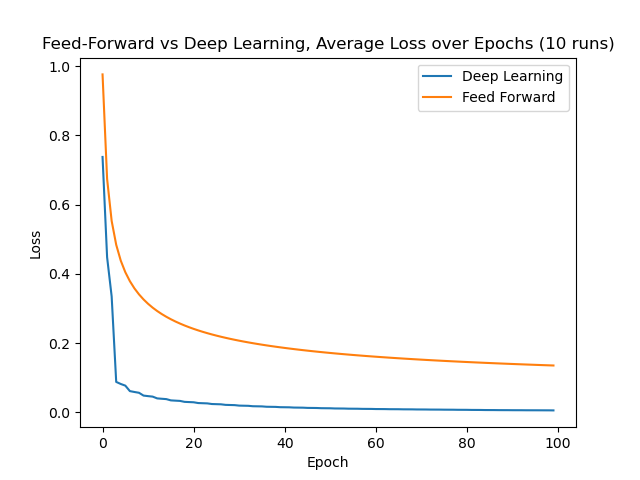 Feed-Forward vs Deep Learning, Average Loss over Epochs (10 runs)
Deep Learning
Feed Forward
1.0
0.8
0.6
0.4
0.2
0.0
Loss
0 20 40 60 80 100
Epoch